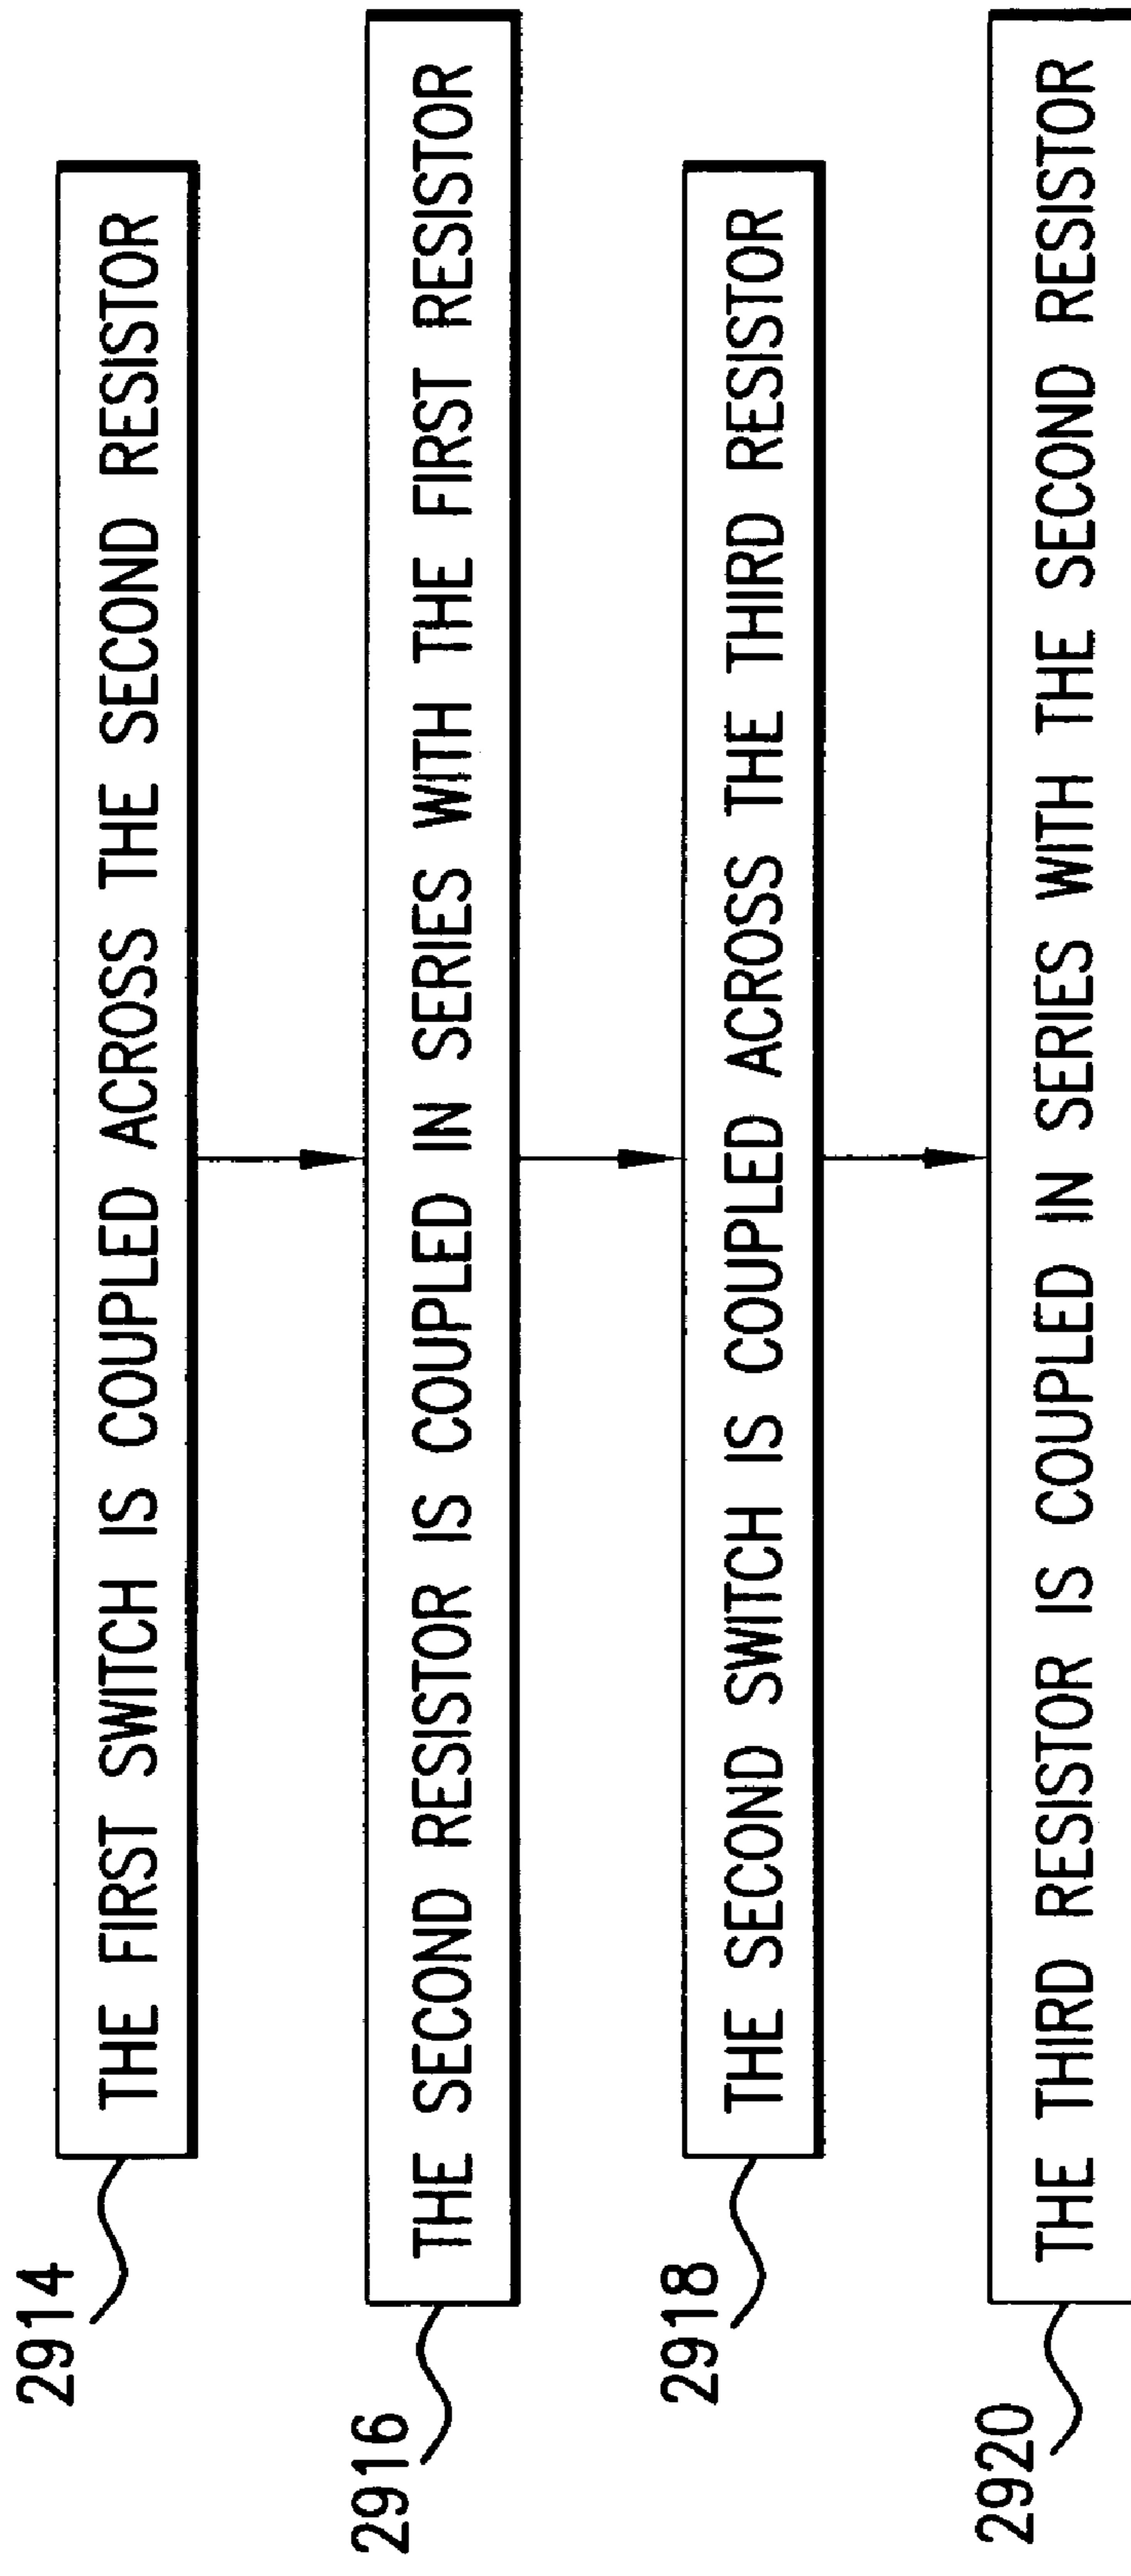 2914
THE FIRST SWITCH IS COUPLED ACROSS THE SECOND RESISTOR
2916
THE SECOND RESISTOR IS COUPLED IN SERIES WITH THE FIRST RESISTOR
2918
THE SECOND SWITCH IS COUPLED ACROSS THE THIRD RESISTOR
2920
THE THIRD RESISTOR IS COUPLED IN SERIES WITH THE SECOND RESISTOR